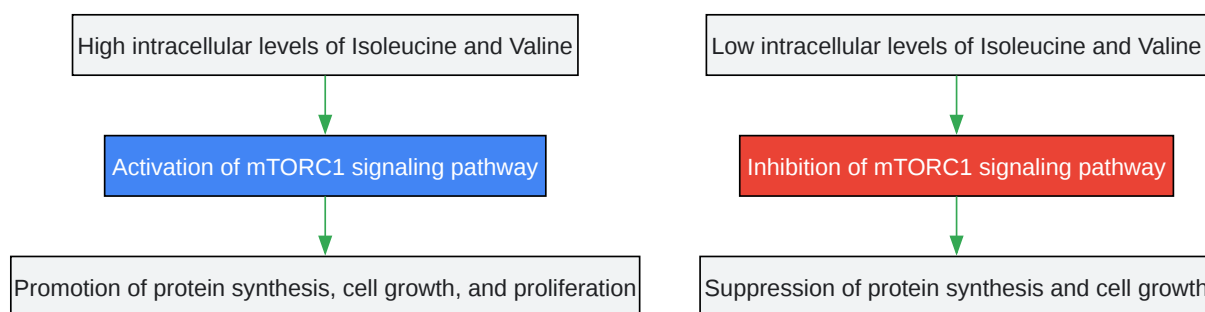 High intracellular levels of Isoleucine and Valine
Activation of mTORC1 signaling pathway
Promotion of protein synthesis, cell growth, and proliferation
Low intracellular levels of Isoleucine and Valine
Inhibition of mTORC1 signaling pathway
Suppression of protein synthesis and cell growth